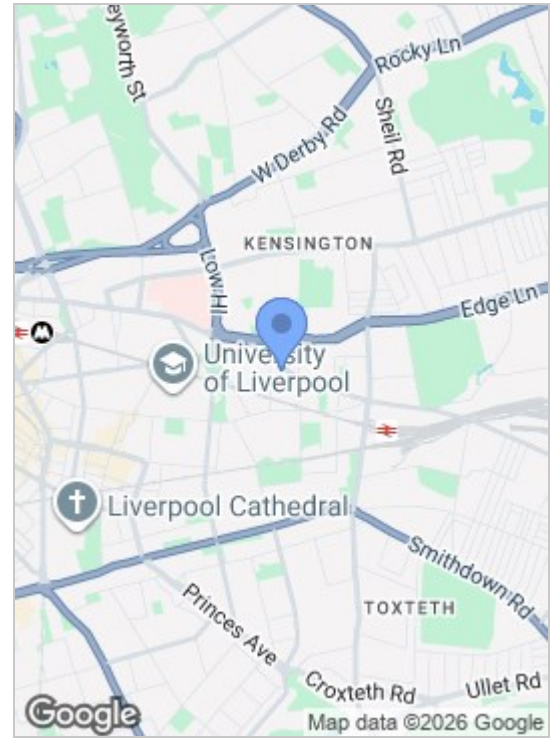 eyworth St
Rocky Ln
Sheil Rd
W Derby Rd
KENSINGTON
Low Hl
Edge Ln
University
of Liverpool
Liverpool Cathedral
Smithdown Rd
TOXTETH
Princes Ave
Croxteth Rd
Ullet Rd
Google
Map data ©2026 Google